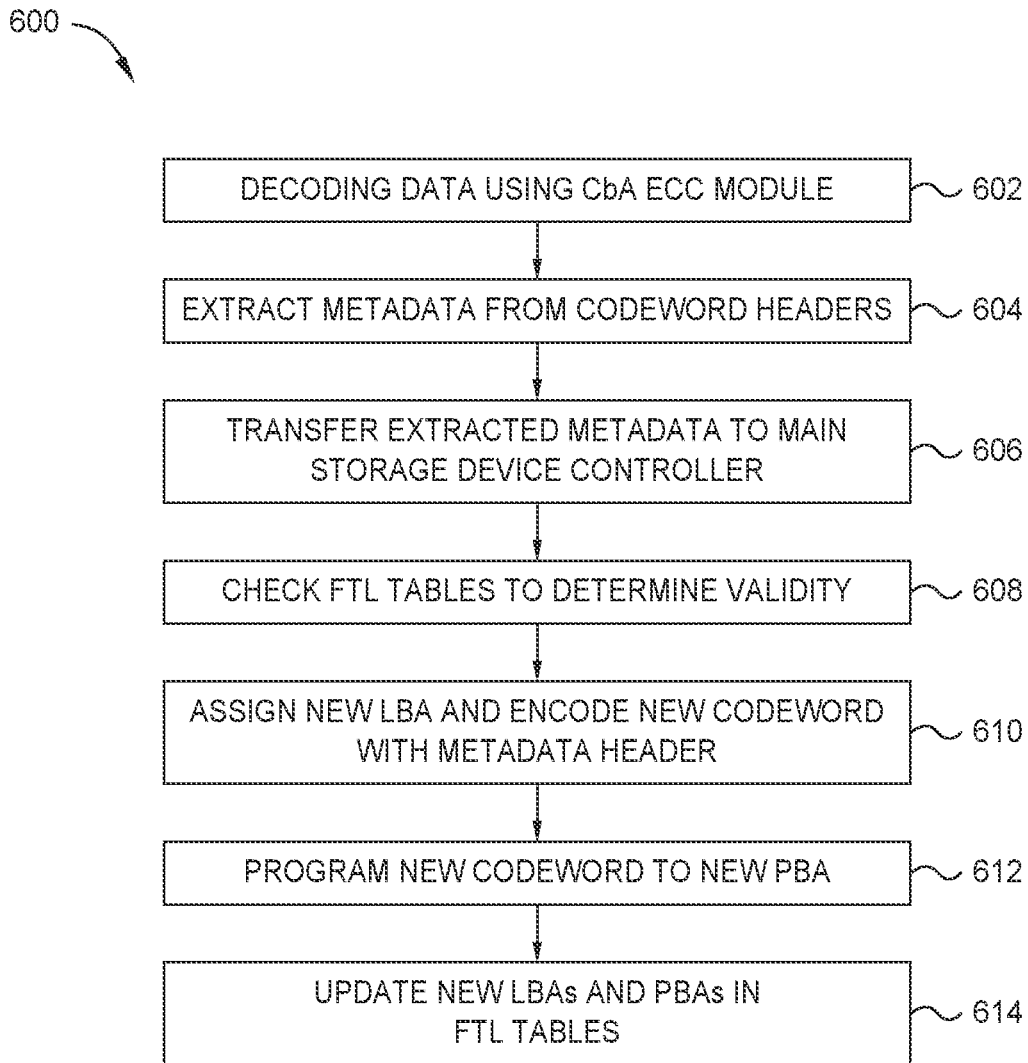 600
DECODING DATA USING CbA ECC MODULE
602
EXTRACT METADATA FROM CODEWORD HEADERS
604
TRANSFER EXTRACTED METADATA TO MAIN
STORAGE DEVICE CONTROLLER
606
CHECK FTL TABLES TO DETERMINE VALIDITY
608
ASSIGN NEW LBA AND ENCODE NEW CODEWORD
WITH METADATA HEADER
610
PROGRAM NEW CODEWORD TO NEW PBA
612
UPDATE NEW LBAs AND PBAs IN
FTL TABLES
614